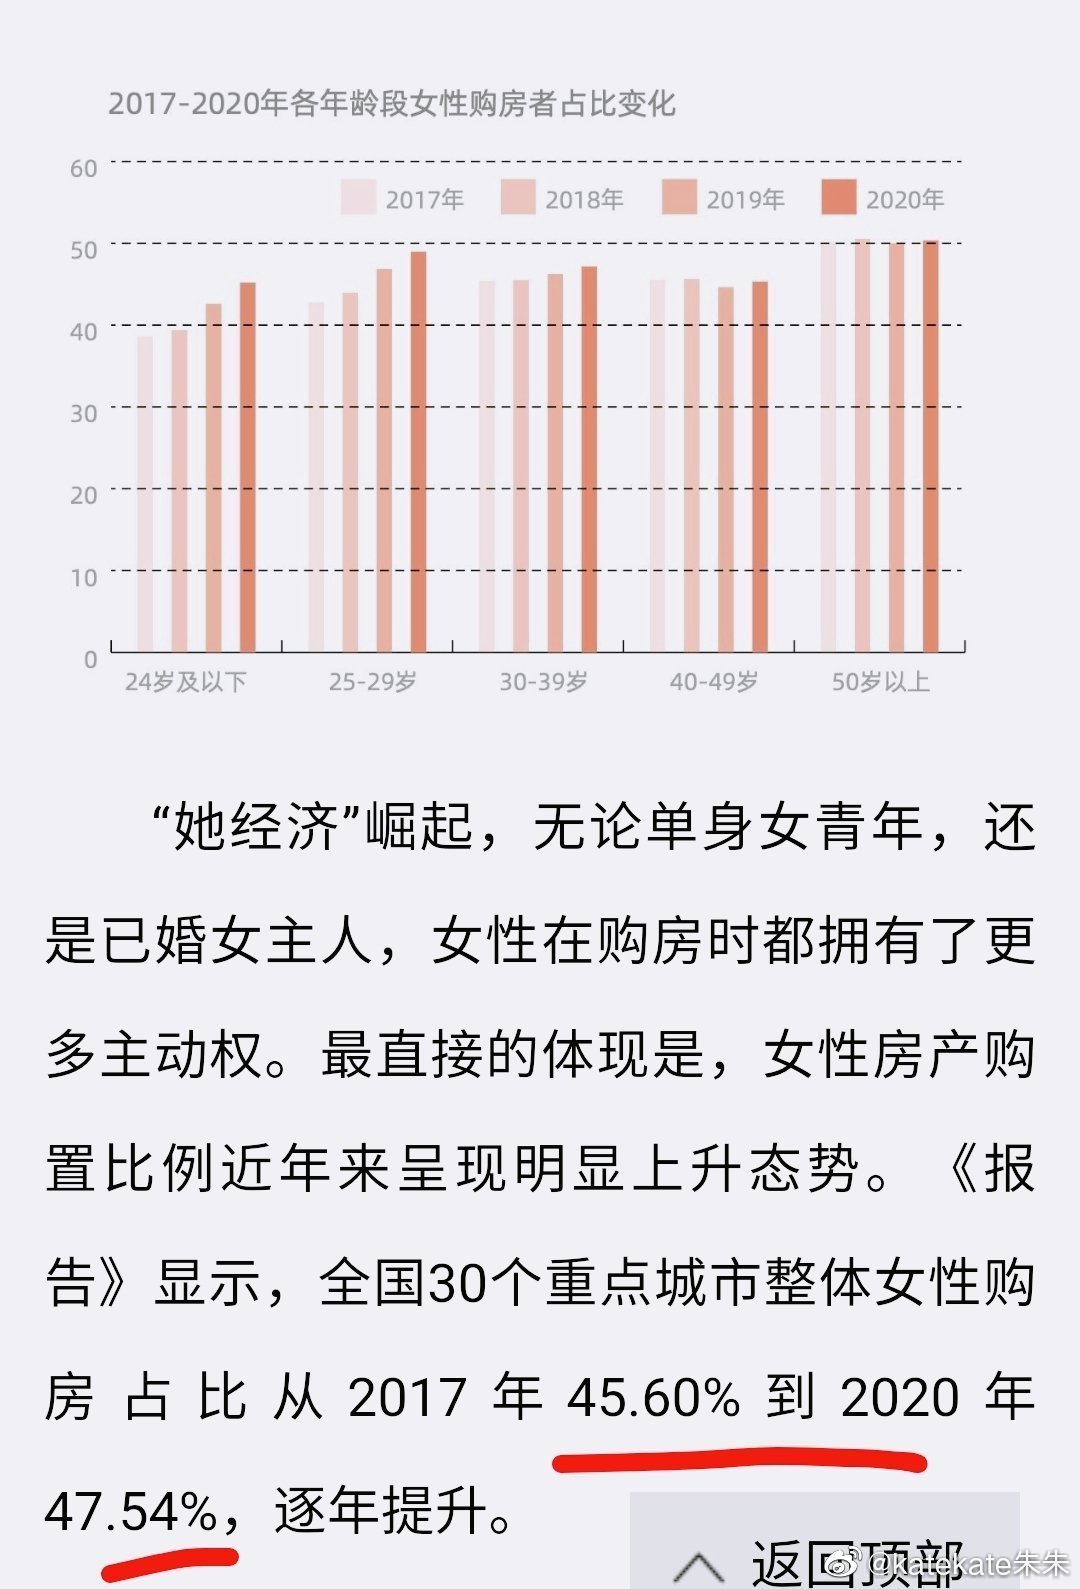 2017-2020年各年龄段女性购房者占比变化
60
2017年 2018年 2019年 2020年
50
40
30
20
10
0
24岁及以下 25-29岁 30-39岁 40-49岁 50岁以上
“她经济”崛起，无论单身女青年，还
是已婚女主人，女性在购房时都拥有了更
多主动权。最直接的体现是，女性房产购
置比例近年来呈现明显上升态势。《报
告》显示，全国30个重点城市整体女性购
房占比从2017年45.60%到2020年
47.54%，逐年提升。
返回顶部
@katekate朱朱